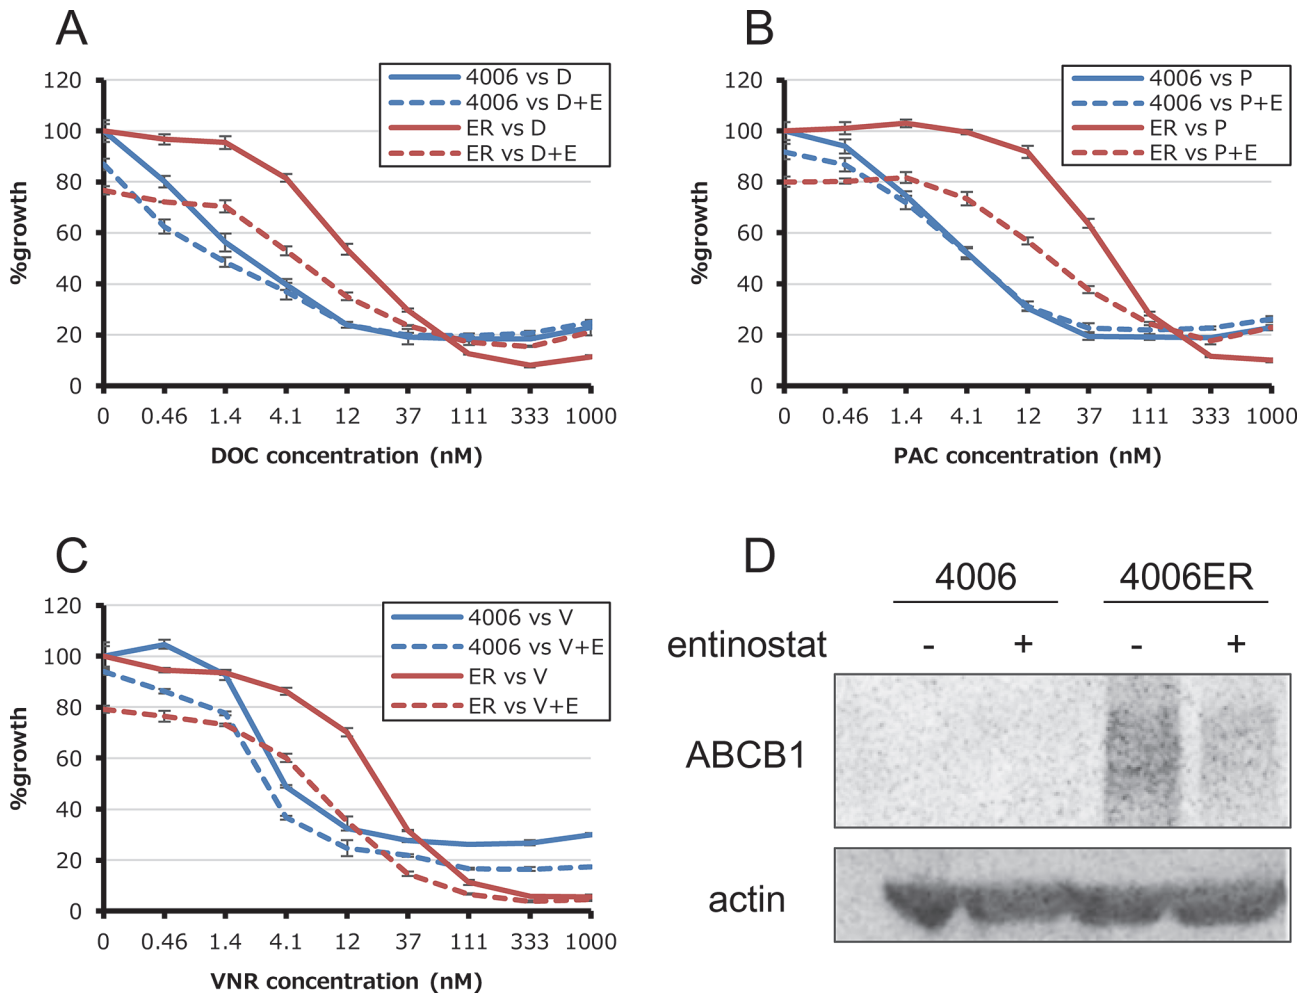 A
4006 vs D
4006 vs D+E
ER vs D
ER vs D+E
120
100
80
60
40
20
0
%growth
0 0.46 1.4 4.1 12 37 111 333 1000
DOC concentration (nM)
B
4006 vs P
4006 vs P+E
ER vs P
ER vs P+E
120
100
80
60
40
20
0
%growth
0 0.46 1.4 4.1 12 37 111 333 1000
PAC concentration (nM)
C
4006 vs V
4006 vs V+E
ER vs V
ER vs V+E
120
100
80
60
40
20
0
%growth
0 0.46 1.4 4.1 12 37 111 333 1000
VNR concentration (nM)
D
4006 4006ER
entinostat - + - +
ABCB1
actin